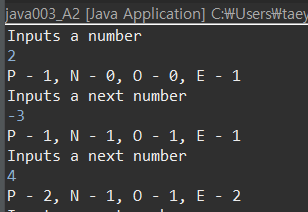 java003_A2 [Java Application] C:₩Users₩taey
Inputs a number
2
P - 1, N - 0, O - 0, E - 1
Inputs a next number
-3
P - 1, N - 1, O - 1, E - 1
Inputs a next number
4
P - 2, N - 1, O - 1, E - 2